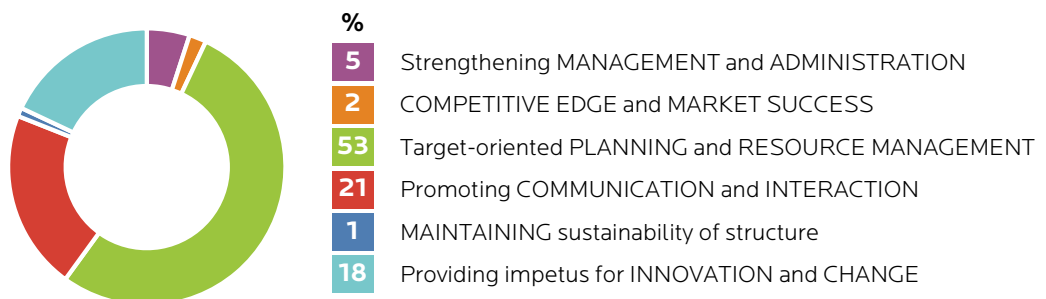 %
5 Strengthening MANAGEMENT and ADMINISTRATION
2 COMPETITIVE EDGE and MARKET SUCCESS
53 Target-oriented PLANNING and RESOURCE MANAGEMENT
21 Promoting COMMUNICATION and INTERACTION
1 MAINTAINING sustainability of structure
18 Providing impetus for INNOVATION and CHANGE